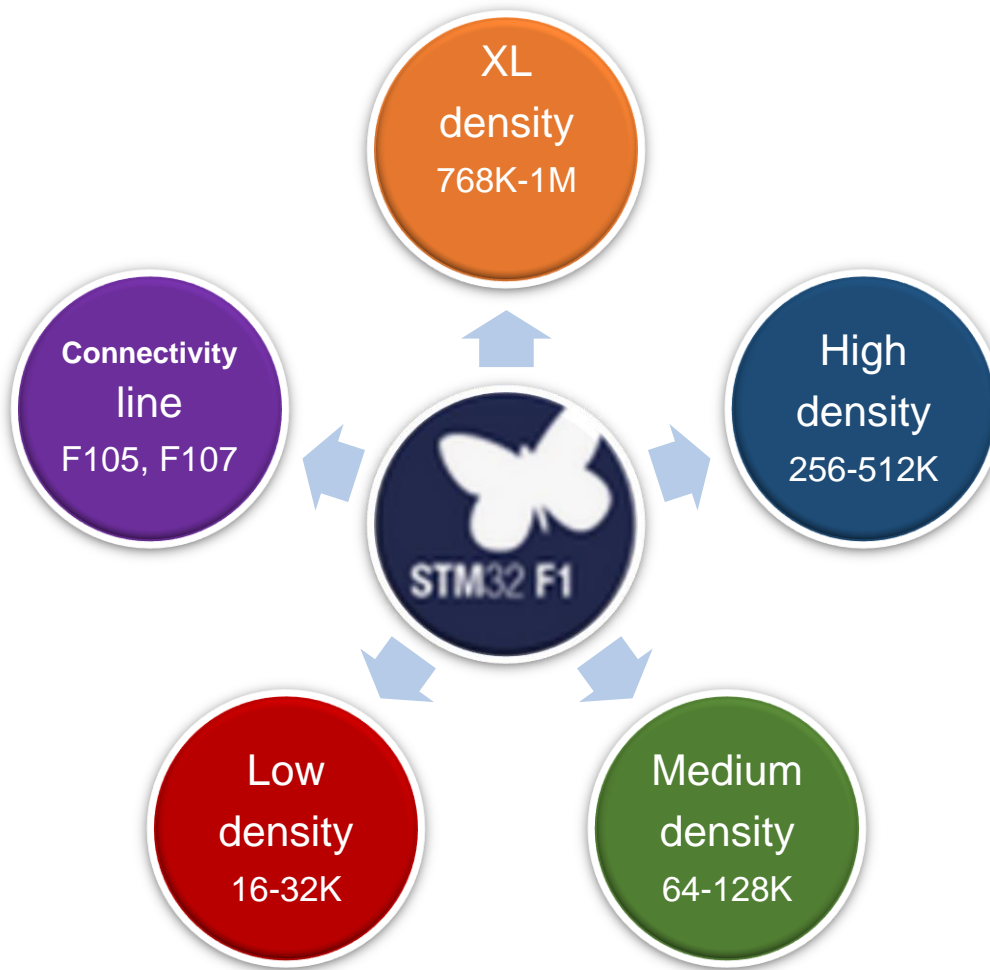 XL
density
768K-1M
Connectivity
line
F105, F107
High
density
256-512K
STM32 F1
Low
density
16-32K
Medium
density
64-128K